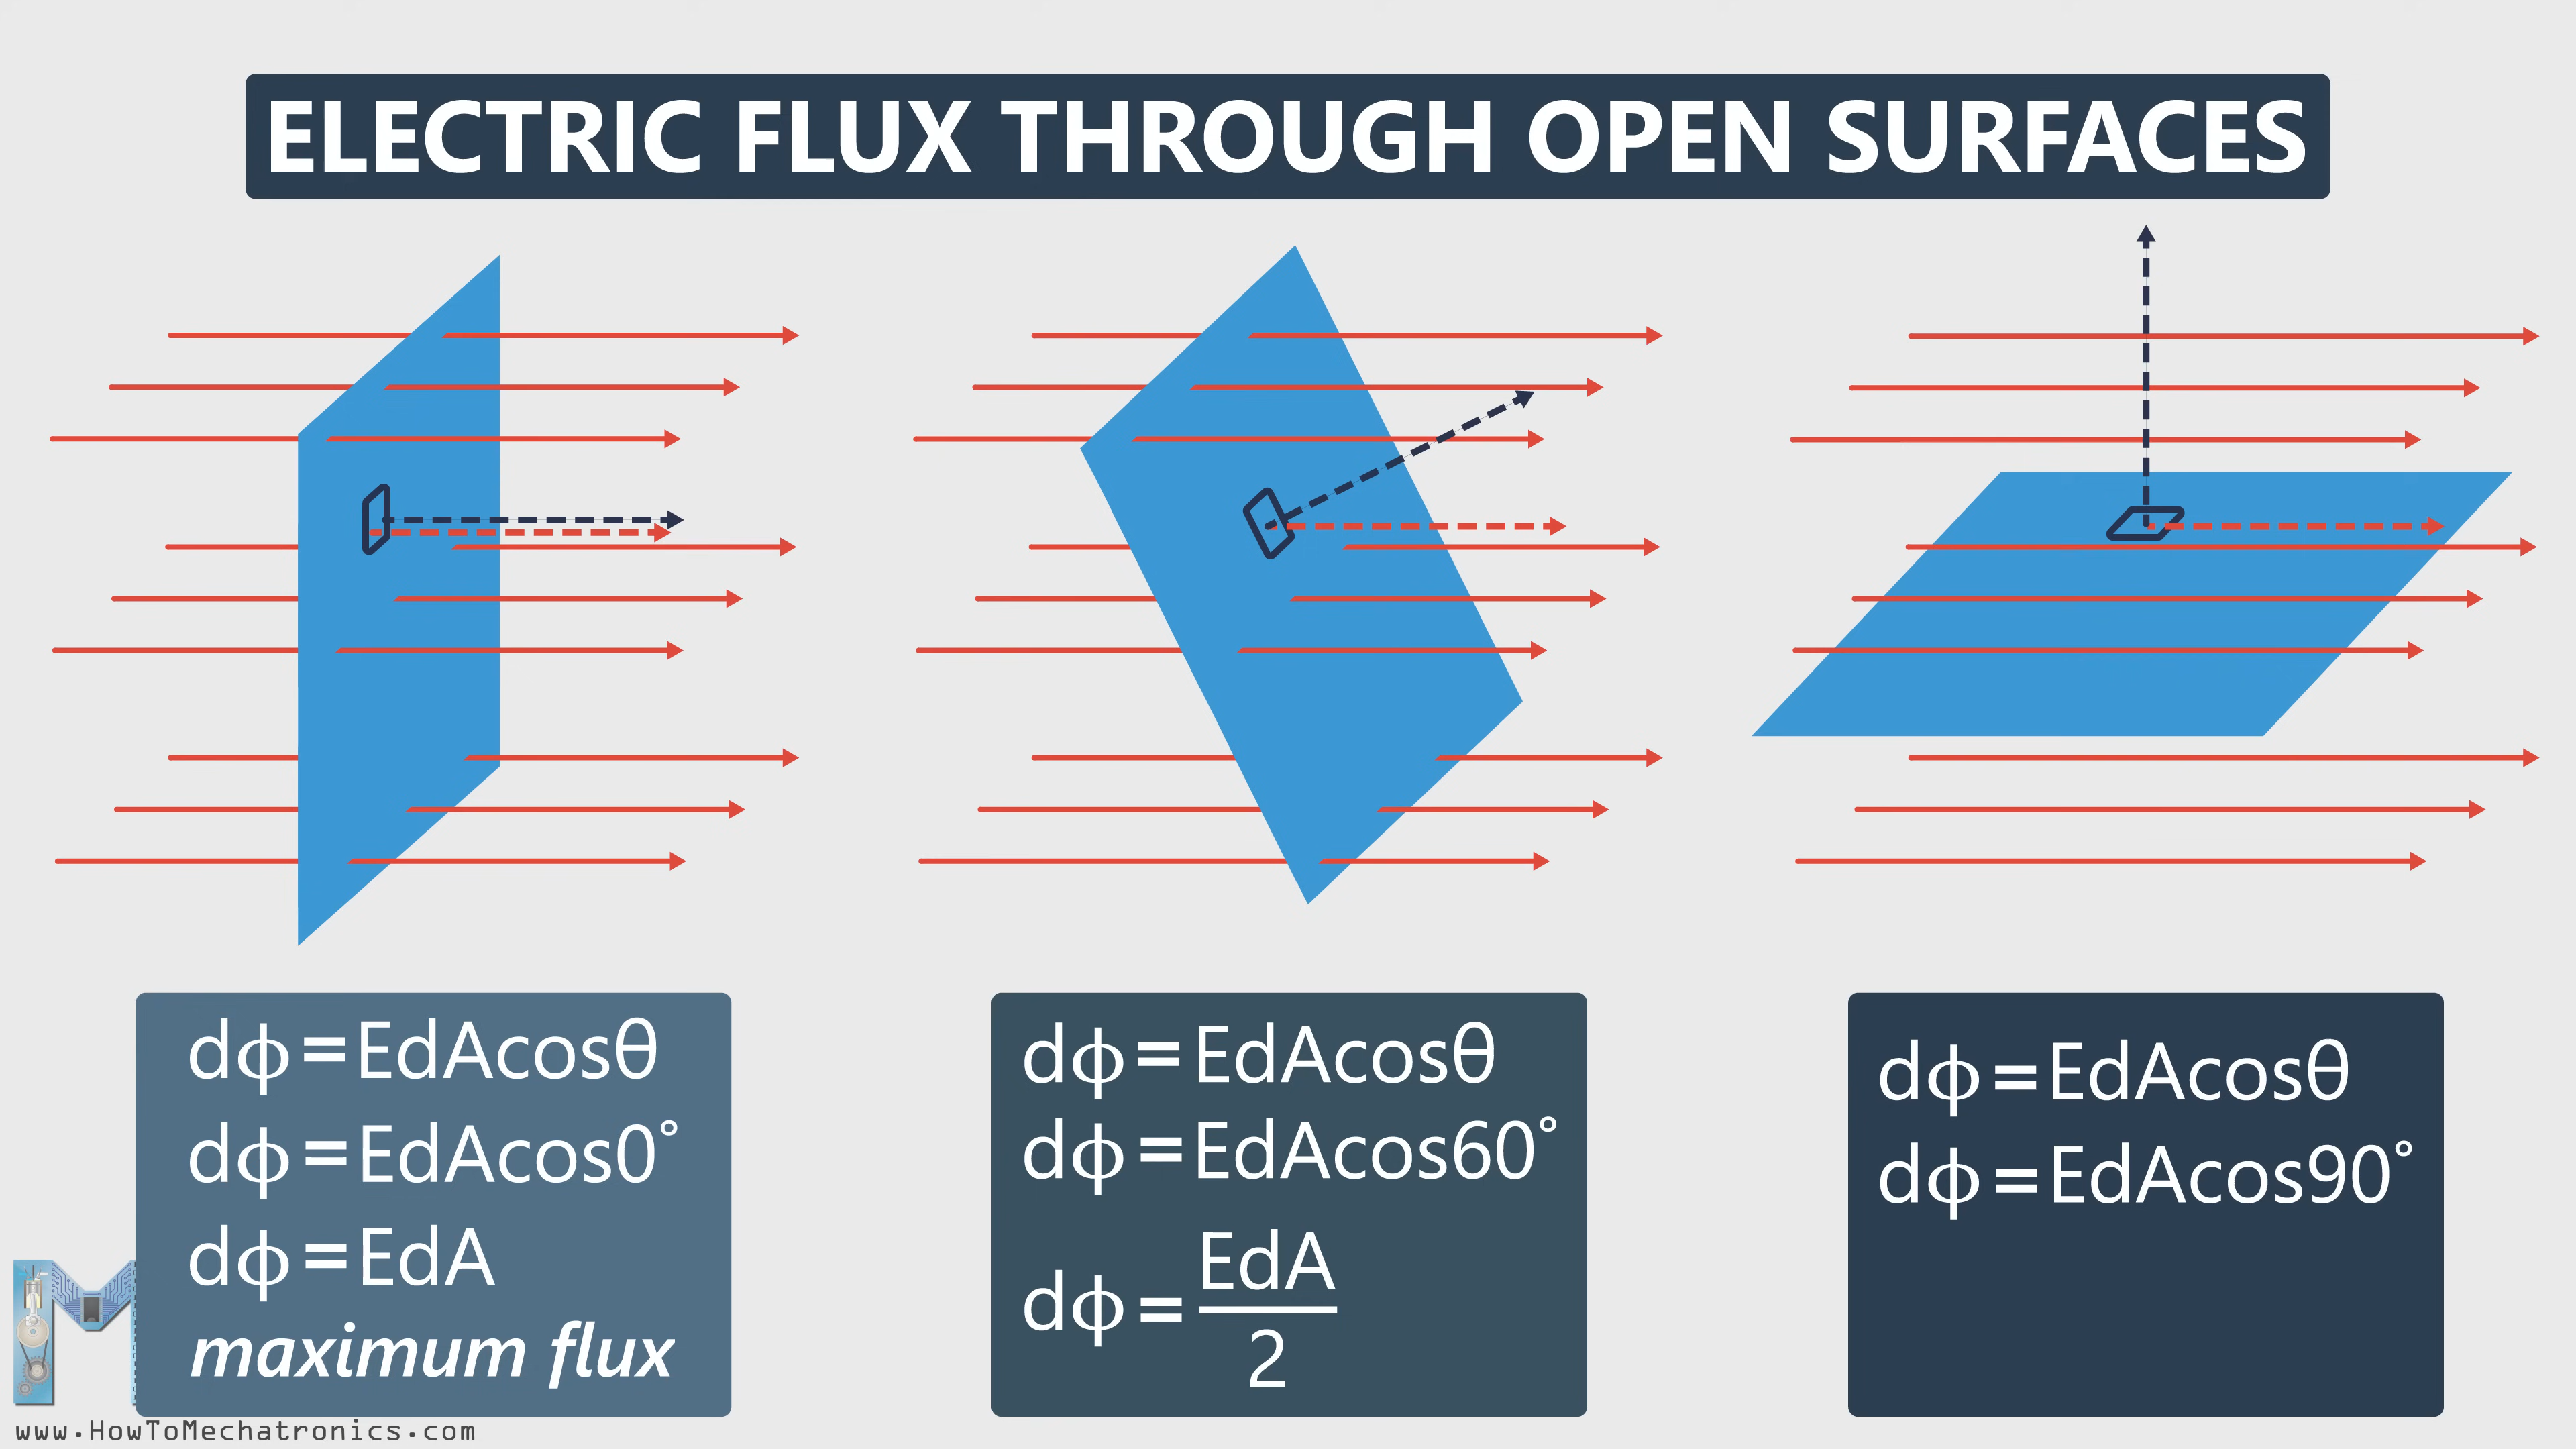 ELECTRIC FLUX THROUGH OPEN SURFACES
dϕ=EdAcosθ
dϕ=EdAcos0°
dϕ=EdA
maximum flux
dϕ=EdAcosθ
dϕ=EdAcos60°
dϕ=EdA/2
dϕ=EdAcosθ
dϕ=EdAcos90°
www.HowToMechatronics.com